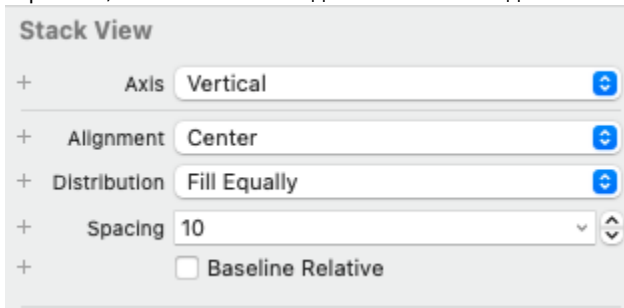 Stack View
+ Axis Vertical
+ Alignment Center
+ Distribution Fill Equally
+ Spacing 10
+ Baseline Relative